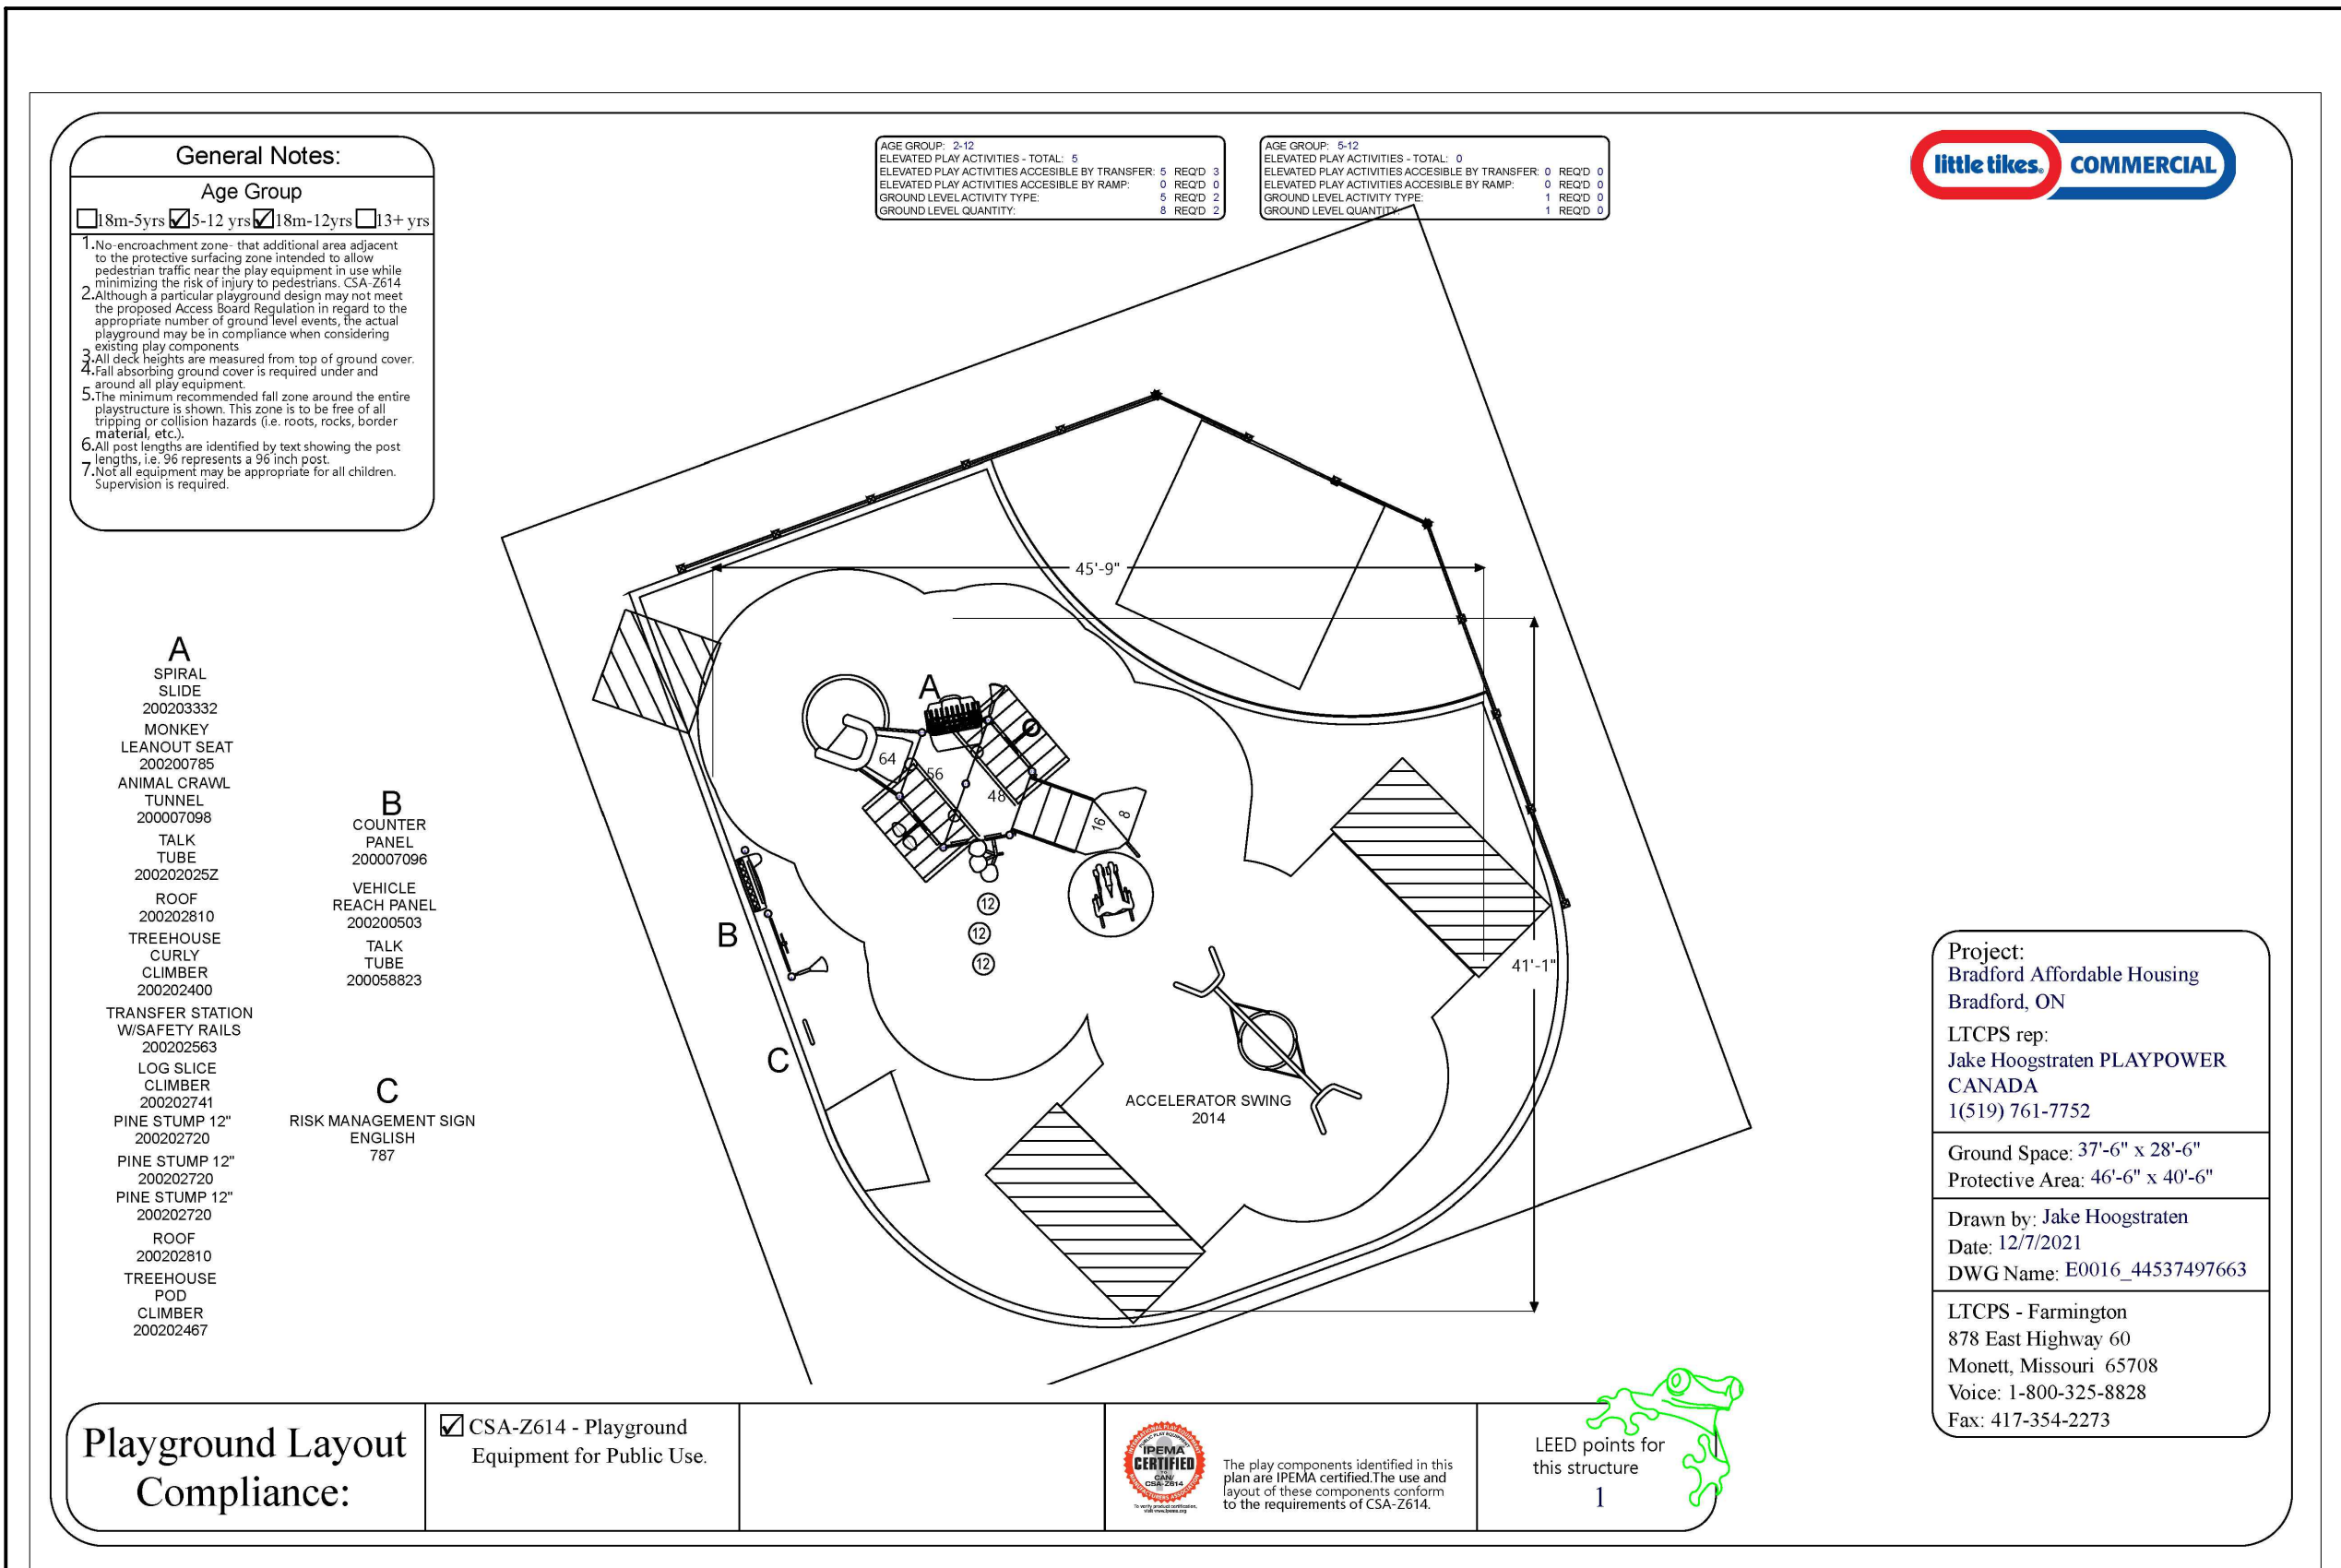 General Notes:
Age Group
18m-5yrs 5-12 yrs 18m-12yrs 13+ yrs
1. No-encroachment zone- that additional area adjacent
to the protective surfacing zone intended to allow
pedestrian traffic near the play equipment in use while
minimizing the risk of injury to pedestrians. CSA-Z614
2. Although a particular playground design may not meet
the proposed Access Board Regulation in regard to the
appropriate number of ground level events, the actual
playground may be in compliance when considering
existing play components
3. All deck heights are measured from top of ground cover.
4. Fall absorbing ground cover is required under and
around all play equipment.
5. The minimum recommended fall zone around the entire
playstructure is shown. This zone is to be free of all
tripping or collision hazards (i.e. roots, rocks, border
material, etc.).
6. All post lengths are identified by text showing the post
lengths, i.e. 96 represents a 96 inch post.
7. Not all equipment may be appropriate for all children.
Supervision is required.
AGE GROUP: 2-12
ELEVATED PLAY ACTIVITIES - TOTAL: 5
ELEVATED PLAY ACTIVITIES ACCESIBLE BY TRANSFER: 5 REQ'D 3
ELEVATED PLAY ACTIVITIES ACCESIBLE BY RAMP: 0 REQ'D 0
GROUND LEVEL ACTIVITY TYPE: 5 REQ'D 2
GROUND LEVEL QUANTITY: 8 REQ'D 2
AGE GROUP: 5-12
ELEVATED PLAY ACTIVITIES - TOTAL: 0
ELEVATED PLAY ACTIVITIES ACCESIBLE BY TRANSFER: 0 REQ'D 0
ELEVATED PLAY ACTIVITIES ACCESIBLE BY RAMP: 0 REQ'D 0
GROUND LEVEL ACTIVITY TYPE: 1 REQ'D 0
GROUND LEVEL QUANTITY: 1 REQ'D 0
little tikes. COMMERCIAL
A
SPIRAL
SLIDE
200203332
MONKEY
LEANOUT SEAT
200200785
ANIMAL CRAWL
TUNNEL
200007098
TALK
TUBE
200202025Z
ROOF
200202810
TREEHOUSE
CURLY
CLIMBER
200202400
TRANSFER STATION
W/SAFETY RAILS
200202563
LOG SLICE
CLIMBER
200202741
PINE STUMP 12"
200202720
PINE STUMP 12"
200202720
PINE STUMP 12"
200202720
ROOF
200202810
TREEHOUSE
POD
CLIMBER
200202467
B
COUNTER
PANEL
200007096
VEHICLE
REACH PANEL
200200503
TALK
TUBE
200058823
C
RISK MANAGEMENT SIGN
ENGLISH
787
45'-9"
A
64
56
48
16
8
12
12
12
B
C
41'-1"
ACCELERATOR SWING
2014
Project:
Bradford Affordable Housing
Bradford, ON
LTCPS rep:
Jake Hoogstraten PLAYPOWER
CANADA
1(519) 761-7752
Ground Space: 37'-6" x 28'-6"
Protective Area: 46'-6" x 40'-6"
Drawn by: Jake Hoogstraten
Date: 12/7/2021
DWG Name: E0016_44537497663
LTCPS - Farmington
878 East Highway 60
Monett, Missouri 65708
Voice: 1-800-325-8828
Fax: 417-354-2273
Playground Layout
Compliance:
CSA-Z614 - Playground
Equipment for Public Use.
INTERNATIONAL PLAY EQUIPMENT
PUBLIC PLAY EQUIPMENT
IPEMA
CERTIFIED
TO
CAN/
CSA-Z614
MANUFACTURERS ASSOCIATION
To verify product certification,
visit www.ipema.org
The play components identified in this
plan are IPEMA certified.The use and
layout of these components conform
to the requirements of CSA-Z614.
LEED points for
this structure
1